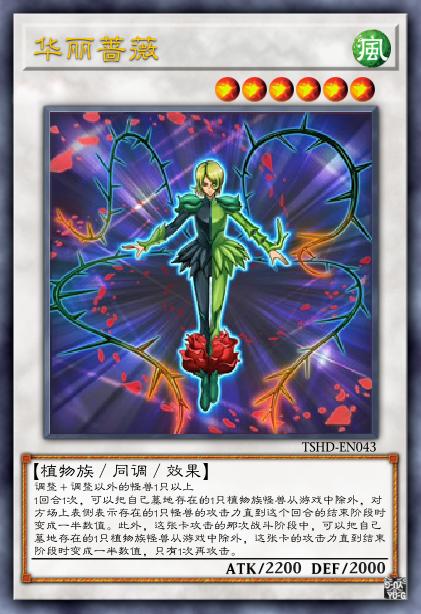 华丽蔷薇
風
TSHD-EN043
【植物族／同调／效果】
调整＋调整以外的怪兽1只以上
1回合1次，可以把自己墓地存在的1只植物族怪兽从游戏中除外，对
方场上表侧表示存在的1只怪兽的攻击力直到这个回合的结束阶段时
变成一半数值。此外，这张卡攻击的那次战斗阶段中，可以把自己
墓地存在的1只植物族怪兽从游戏中除外，这张卡的攻击力直到结束
阶段时变成一半数值，只有1次再攻击。
ATK/2200 DEF/2000